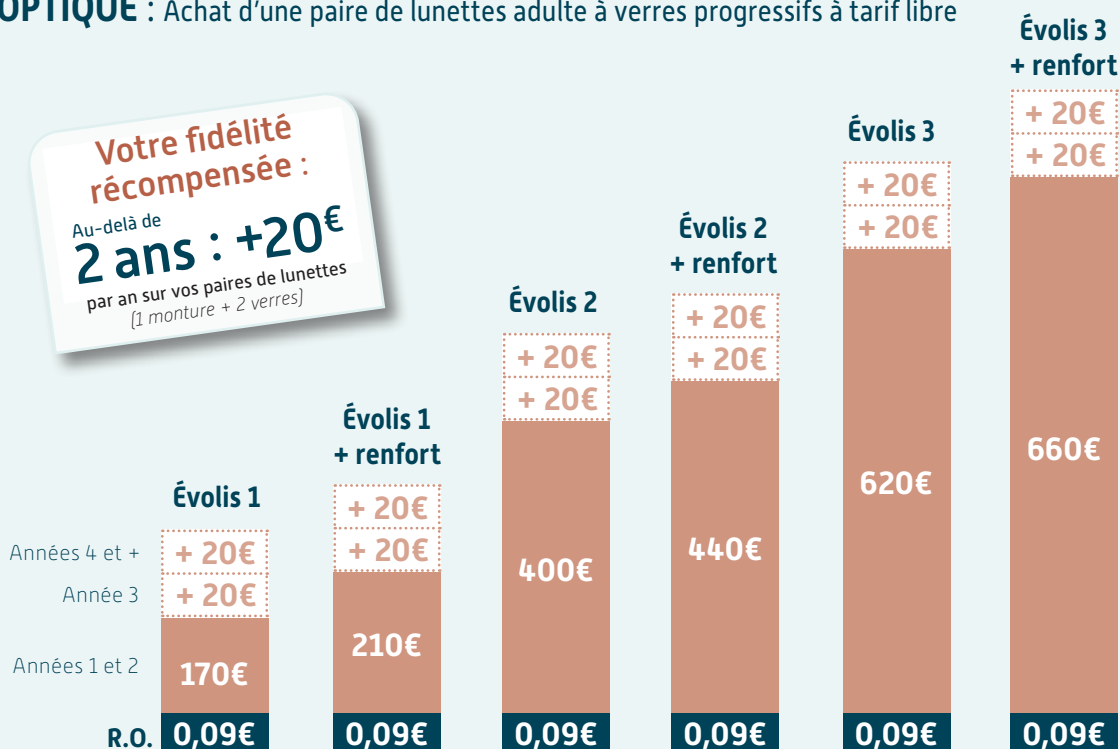 OPTIQUE : Achat d’une paire de lunettes adulte à verres progressifs à tarif libre
Votre fidélité
récompensée :
Au-delà de
2 ans : +20€
par an sur vos paires de lunettes
(1 monture + 2 verres)
Évolis 1
+ 20€
+ 20€
170€
0,09€
Évolis 1
+ renfort
+ 20€
+ 20€
210€
0,09€
Évolis 2
+ 20€
+ 20€
400€
0,09€
Évolis 2
+ renfort
+ 20€
+ 20€
440€
0,09€
Évolis 3
+ 20€
+ 20€
620€
0,09€
Évolis 3
+ renfort
+ 20€
+ 20€
660€
0,09€
Années 4 et +
Année 3
Années 1 et 2
R.O.